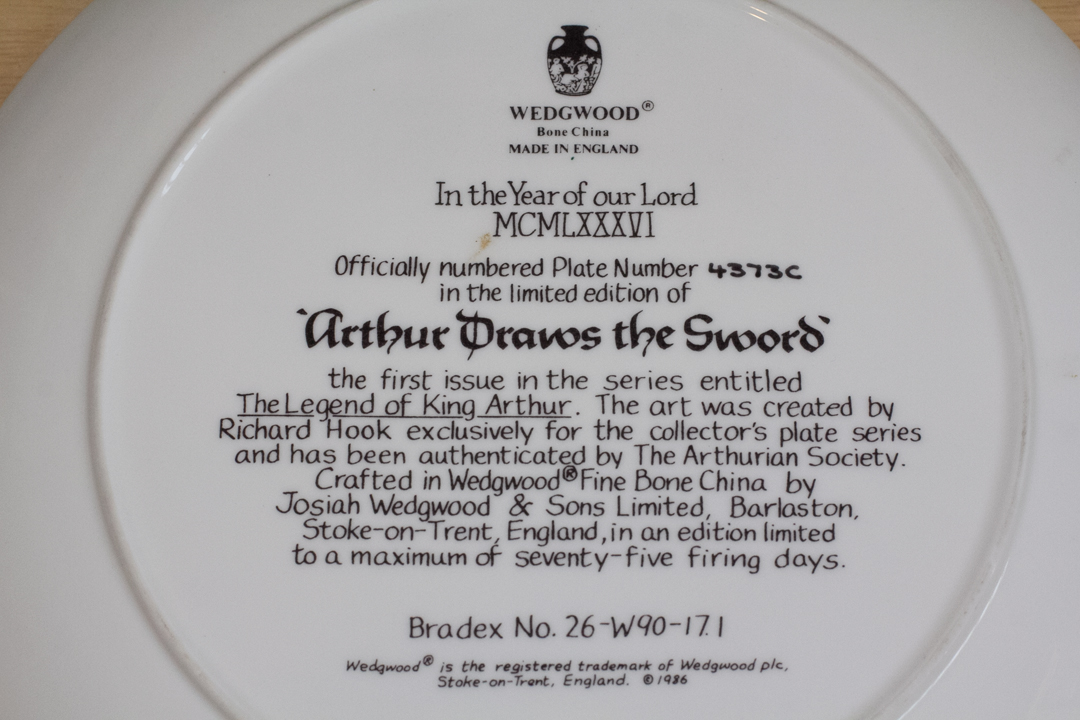 WEDGWOOD®
Bone China
MADE IN ENGLAND
In the Year of our Lord
MCMLXXXVI
Officially numbered Plate Number 4373C
in the limited edition of
'Arthur Draws the Sword'
the first issue in the series entitled
The Legend of King Arthur. The art was created by
Richard Hook exclusively for the collector's plate series
and has been authenticated by The Arthurian Society.
Crafted in Wedgwood® Fine Bone China by
Josiah Wedgwood & Sons Limited, Barlaston,
Stoke-on-Trent, England, in an edition limited
to a maximum of seventy-five firing days.
Bradex No. 26-W90-17.1
Wedgwood® is the registered trademark of Wedgwood plc,
Stoke-on-Trent, England. © 1986